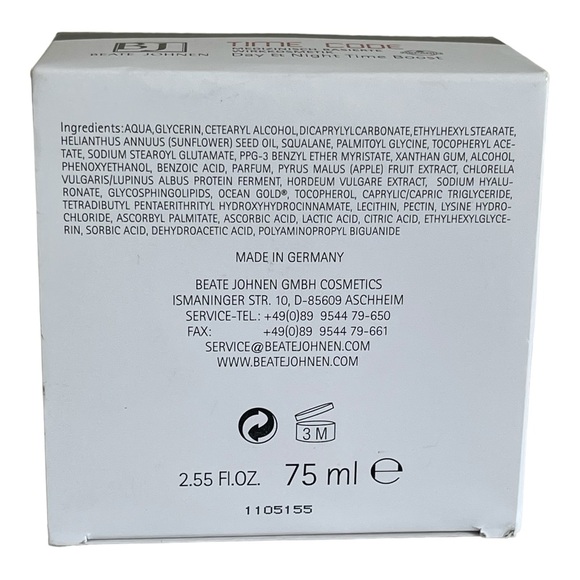 BJ
BEATE JOHNEN
TIME CODE
MEDIZINISCH BASIERTE
WIRKKOSMETIK
Day & Night Time Boost
Ingredients: AQUA, GLYCERIN, CETEARYL ALCOHOL, DICAPRYLYLCARBONATE, ETHYLHEXYL STEARATE,
HELIANTHUS ANNUUS (SUNFLOWER) SEED OIL, SQUALANE, PALMITOYL GLYCINE, TOCOPHERYL ACE-
TATE, SODIUM STEAROYL GLUTAMATE, PPG-3 BENZYL ETHER MYRISTATE, XANTHAN GUM, ALCOHOL,
PHENOXYETHANOL, BENZOIC ACID, PARFUM, PYRUS MALUS (APPLE) FRUIT EXTRACT, CHLORELLA
VULGARIS/LUPINUS ALBUS PROTEIN FERMENT, HORDEUM VULGARE EXTRACT, SODIUM HYALU-
RONATE, GLYCOSPHINGOLIPIDS, OCEAN GOLD®, TOCOPHEROL, CAPRYLIC/CAPRIC TRIGLYCERIDE,
TETRADIBUTYL PENTAERITHRITYL HYDROXYHYDROCINNAMATE, LECITHIN, PECTIN, LYSINE HYDRO-
CHLORIDE, ASCORBYL PALMITATE, ASCORBIC ACID, LACTIC ACID, CITRIC ACID, ETHYLHEXYLGLYCE-
RIN, SORBIC ACID, DEHYDROACETIC ACID, POLYAMINOPROPYL BIGUANIDE
MADE IN GERMANY
BEATE JOHNEN GMBH COSMETICS
ISMANINGER STR. 10, D-85609 ASCHHEIM
SERVICE-TEL.: +49(0)89 9544 79-650
FAX: +49(0)89 9544 79-661
SERVICE@BEATEJOHNEN.COM
WWW.BEATEJOHNEN.COM
3 M
2.55 Fl.OZ. 75 ml ℮
1105155